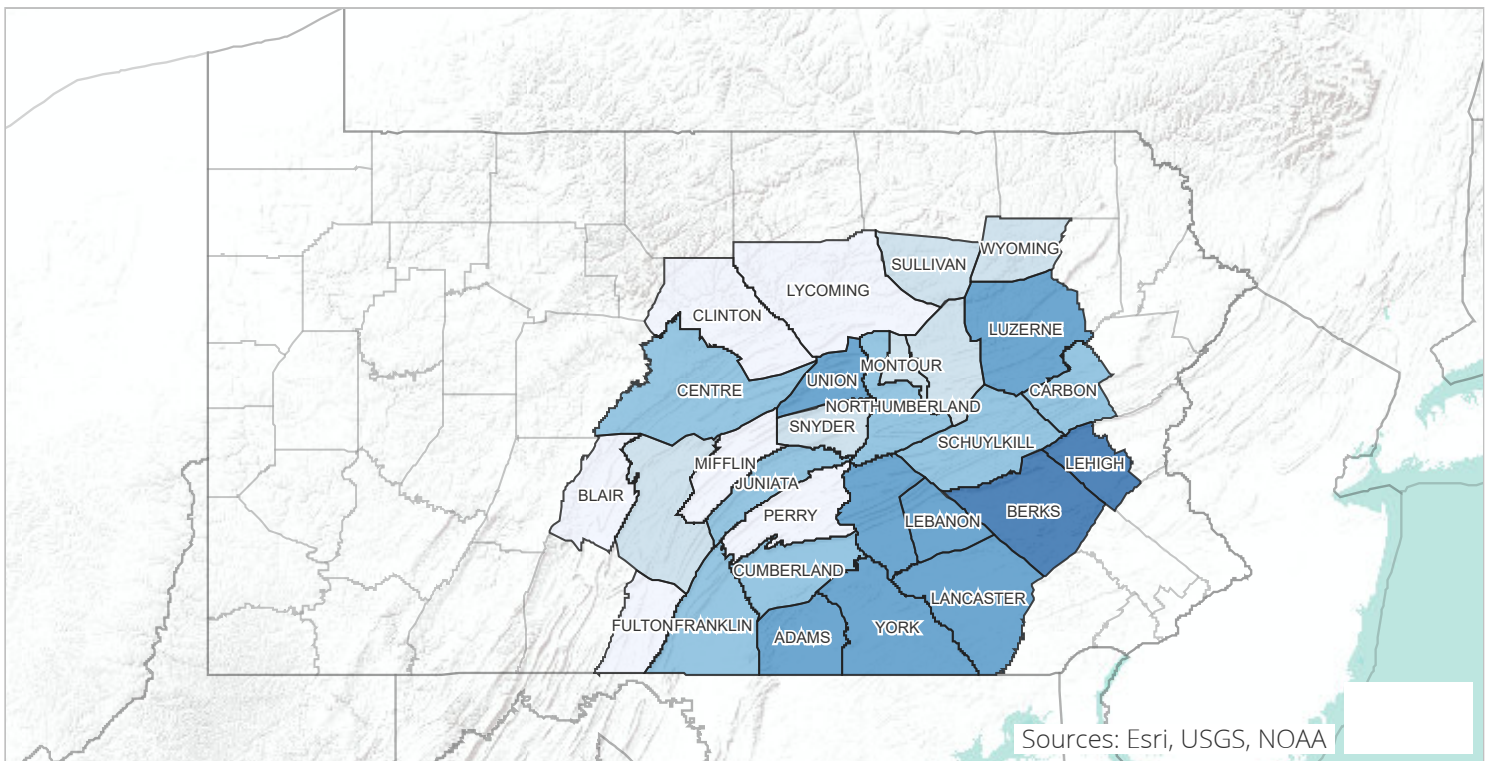 WYOMING
SULLIVAN
LYCOMING
CLINTON
LUZERNE
MONTOUR
UNION
CENTRE
CARBON
NORTHUMBERLAND
SNYDER
SCHUYLKILL
MIFFLIN
LEHIGH
JUNIATA
BLAIR
BERKS
PERRY
LEBANON
CUMBERLAND
LANCASTER
FULTON
FRANKLIN
YORK
ADAMS
Sources: Esri, USGS, NOAA